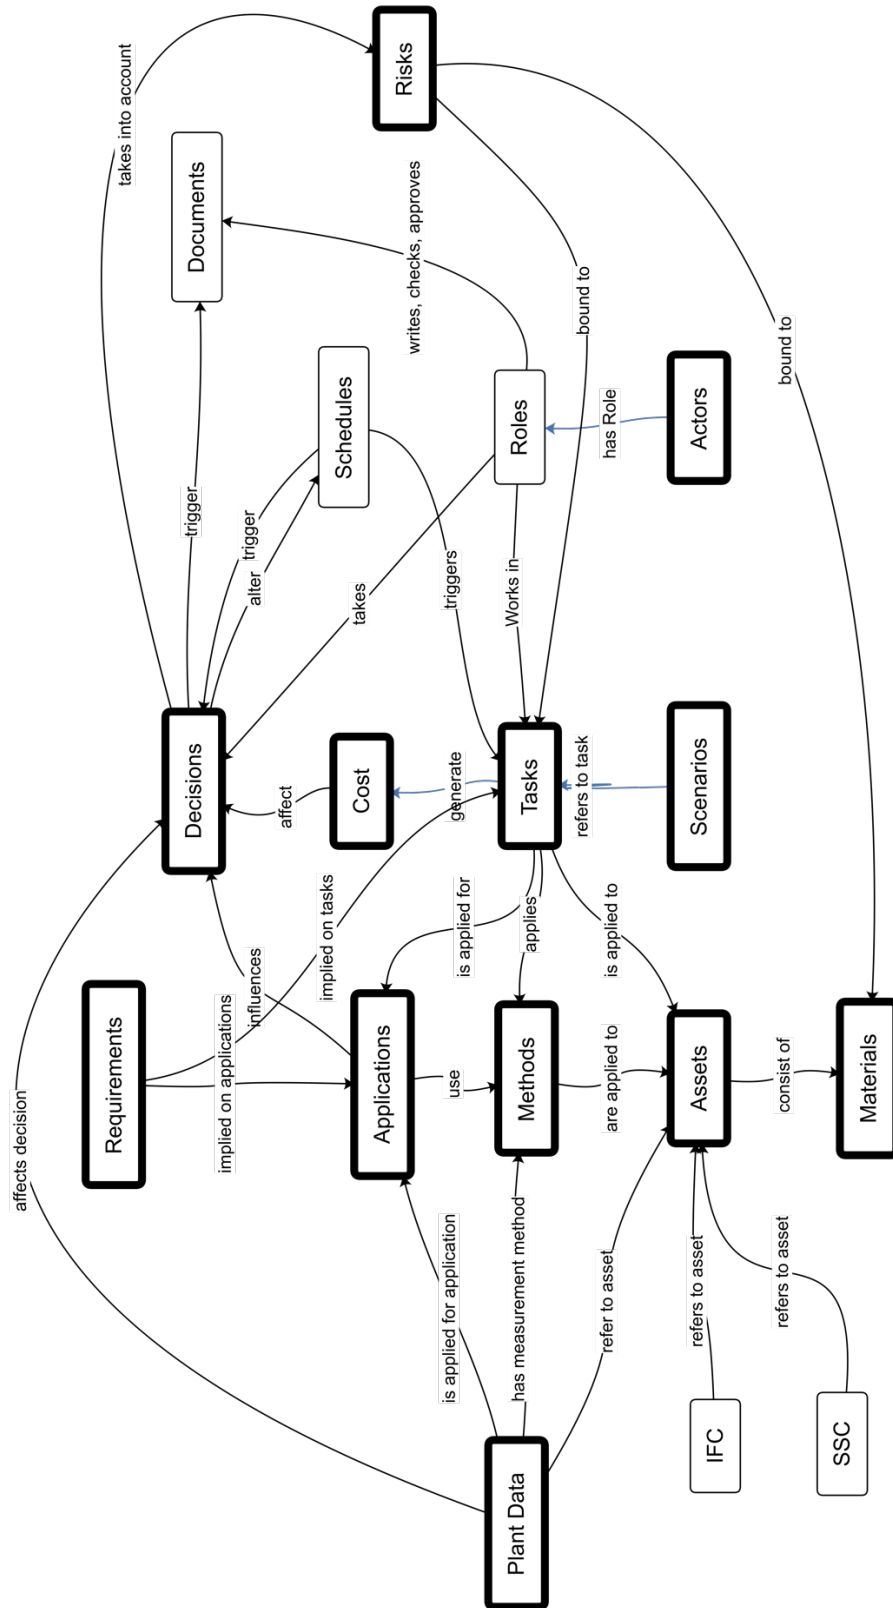 affects decision
takes into account
Requirements
Decisions
trigger
Documents
alter
trigger
Schedules
influences
implied on applications
implied on tasks
affect
Cost
takes
Risks
writes, checks, approves
Applications
is applied for
generate
triggers
use
is applied for application
Plant Data
has measurement method
Methods
applies
Tasks
Works in
Roles
bound to
refer to asset
are applied to
is applied to
refers to task
has Role
IFC
refers to asset
Assets
Scenarios
Actors
SSC
refers to asset
consist of
bound to
Materials